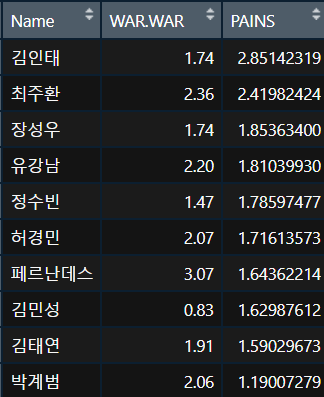 Name WAR.WAR PAINS
김인태 1.74 2.85142319
최주환 2.36 2.41982424
장성우 1.74 1.85363400
유강남 2.20 1.81039930
정수빈 1.47 1.78597477
허경민 2.07 1.71613573
페르난데스 3.07 1.64362214
김민성 0.83 1.62987612
김태연 1.91 1.59029673
박계범 2.06 1.19007279